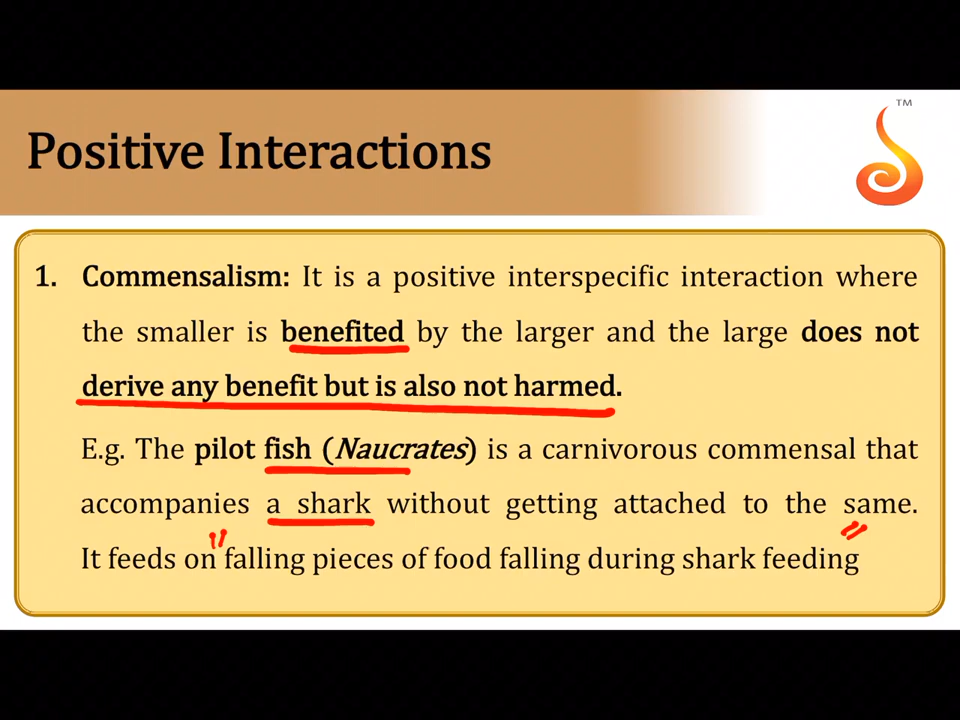 TM
Positive Interactions
1. Commensalism: It is a positive interspecific interaction where
the smaller is benefited by the larger and the large does not
derive any benefit but is also not harmed.
E.g. The pilot fish (Naucrates) is a carnivorous commensal that
accompanies a shark without getting attached to the same.
It feeds on falling pieces of food falling during shark feeding